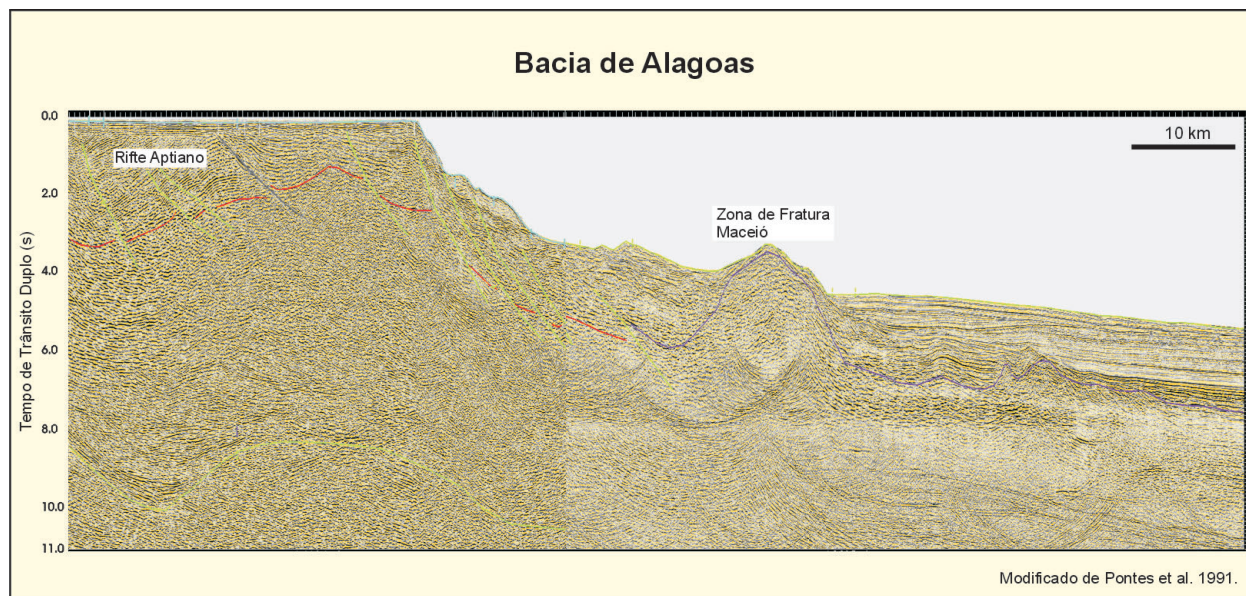 Bacia de Alagoas
0.0
10 km
Rifte Aptiano
2.0
Zona de Fratura
Maceió
4.0
Tempo de Trânsito Duplo (s)
6.0
8.0
10.0
11.0
Modificado de Pontes et al. 1991.